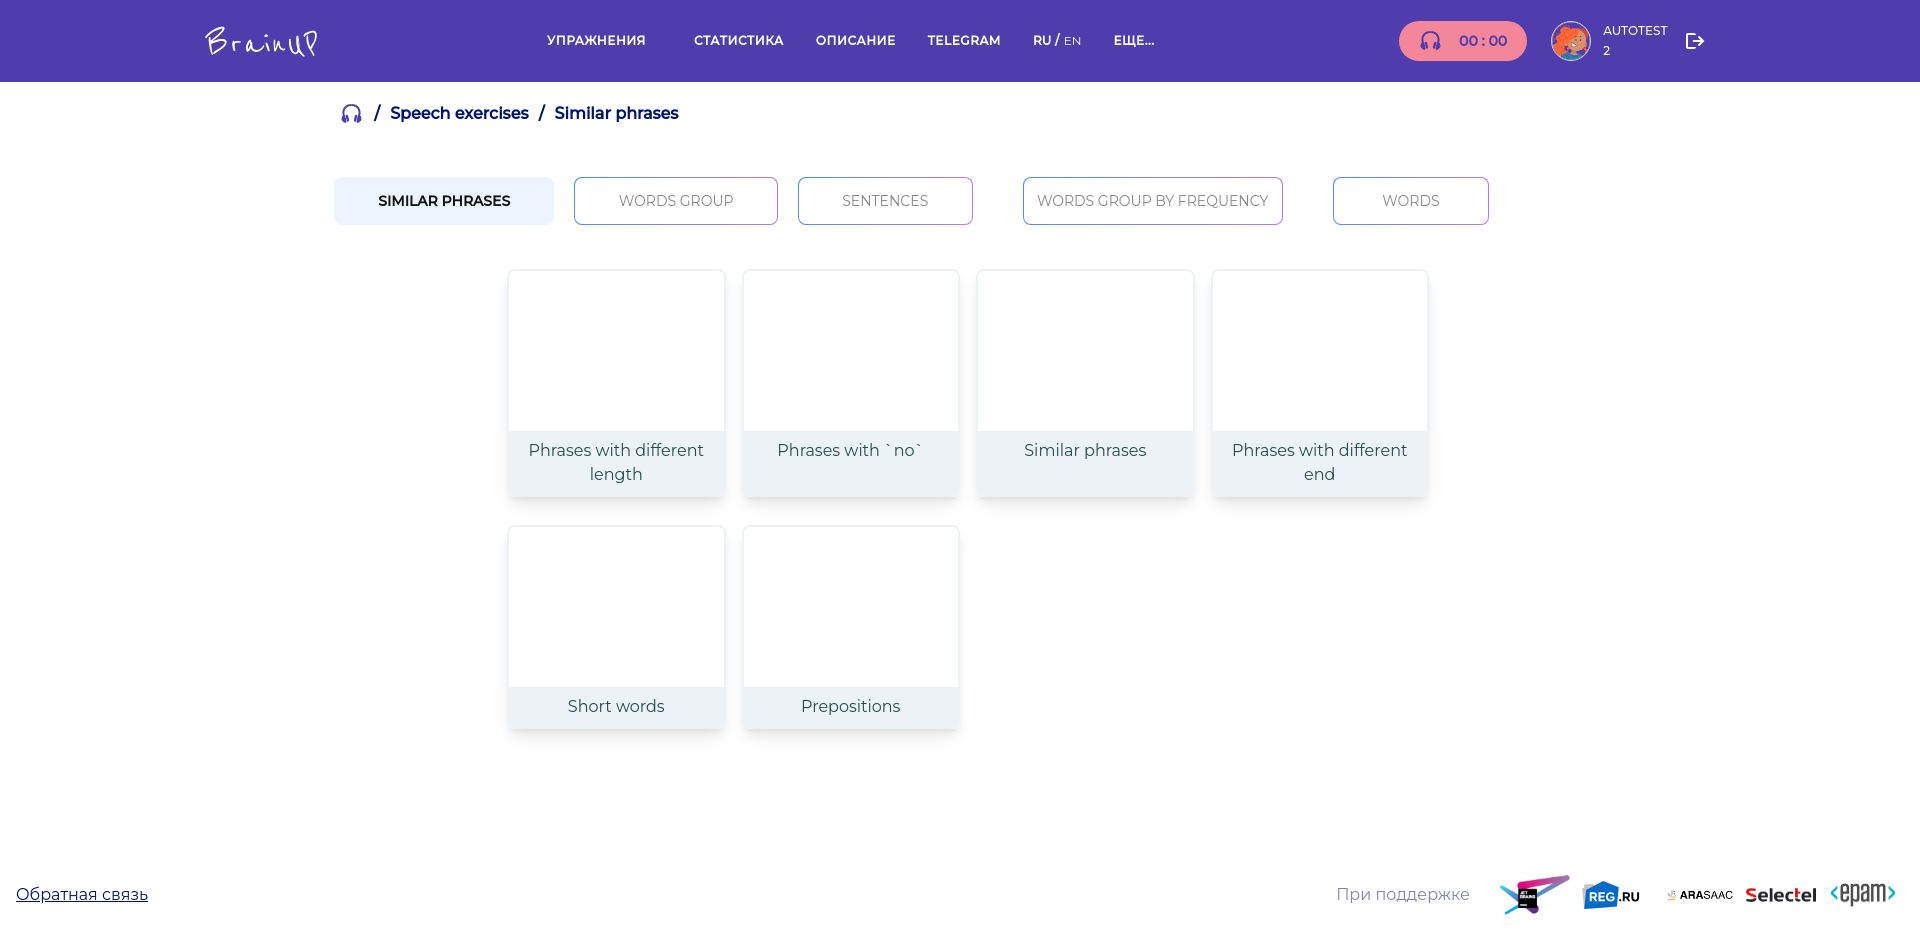 BrainUP
УПРАЖНЕНИЯ СТАТИСТИКА ОПИСАНИЕ TELEGRAM RU / EN ЕЩЕ...
00 : 00
AUTOTEST
2
/ Speech exercises / Similar phrases
SIMILAR PHRASES WORDS GROUP SENTENCES WORDS GROUP BY FREQUENCY WORDS
Phrases with different
length
Phrases with `no`
Similar phrases
Phrases with different
end
Short words
Prepositions
Обратная связь
При поддержке
JET
BRAINS
REG.RU
ARASAAC
Selectel
<epam>